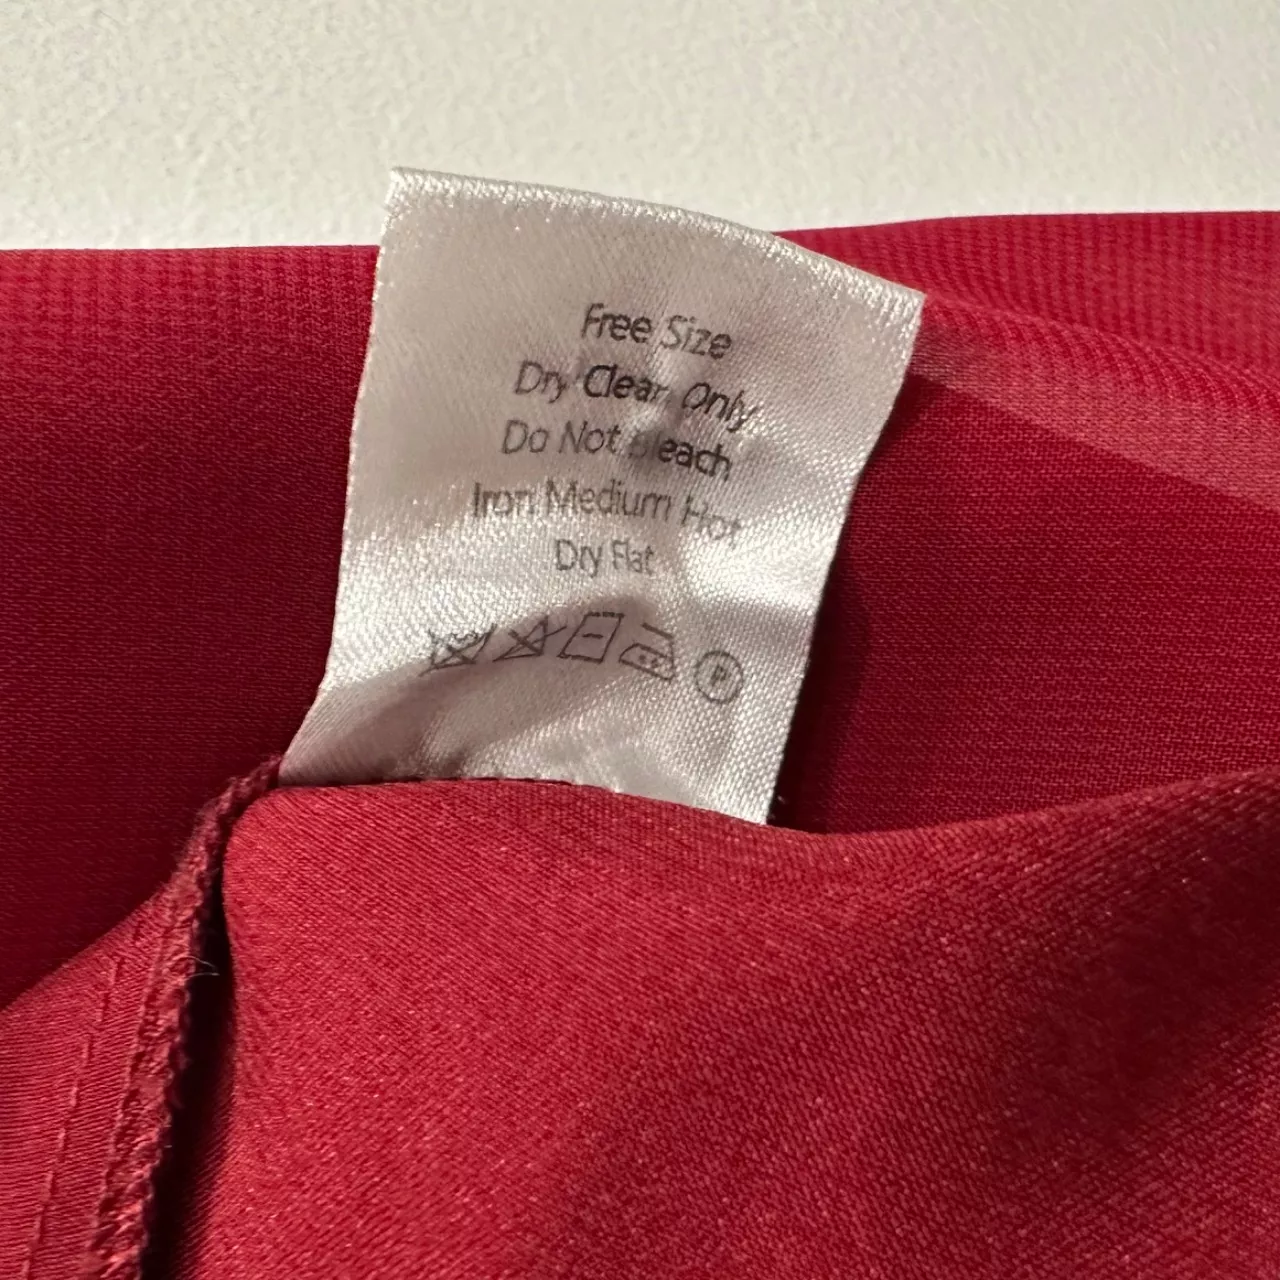 Free Size
Dry Clean Only
Do Not Bleach
Iron Medium Hot
Dry Flat
P